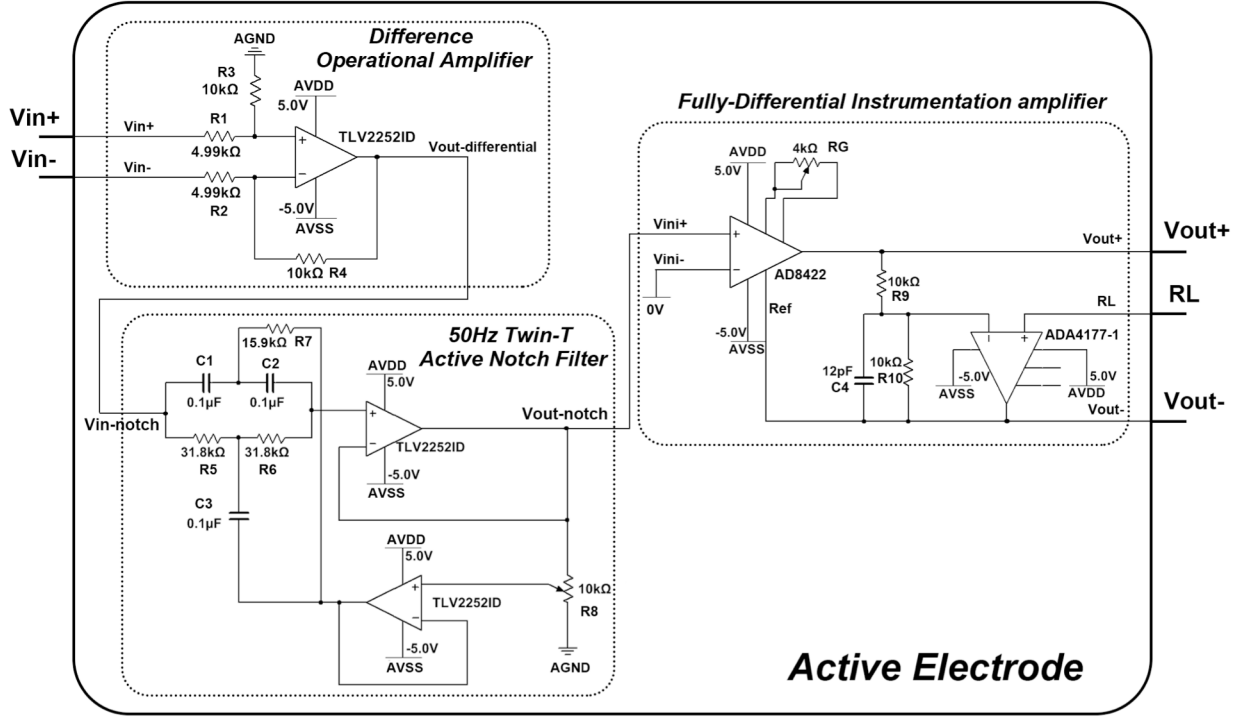 Difference
Operational Amplifier
AGND
R3
10kΩ
AVDD
5.0V
Vin+
Vin+
R1
4.99kΩ
+
TLV2252ID
Vout-differential
Vin-
Vin-
−
4.99kΩ
R2
-5.0V
AVSS
10kΩ R4
Fully-Differential Instrumentation amplifier
AVDD
5.0V
4kΩ RG
Vini+
+
Vini-
−
AD8422
0V
Ref
-5.0V
AVSS
Vout+
Vout+
10kΩ
R9
RL
RL
− +
ADA4177-1
12pF
C4
10kΩ
R10
-5.0V
AVSS
5.0V
AVDD
Vout-
Vout-
50Hz Twin-T
Active Notch Filter
15.9kΩ R7
C1
0.1µF
C2
0.1µF
AVDD
5.0V
Vin-notch
+
−
Vout-notch
TLV2252ID
31.8kΩ
R5
31.8kΩ
R6
-5.0V
AVSS
C3
0.1µF
AVDD
5.0V
+
−
TLV2252ID
10kΩ
R8
-5.0V
AVSS
AGND
Active Electrode